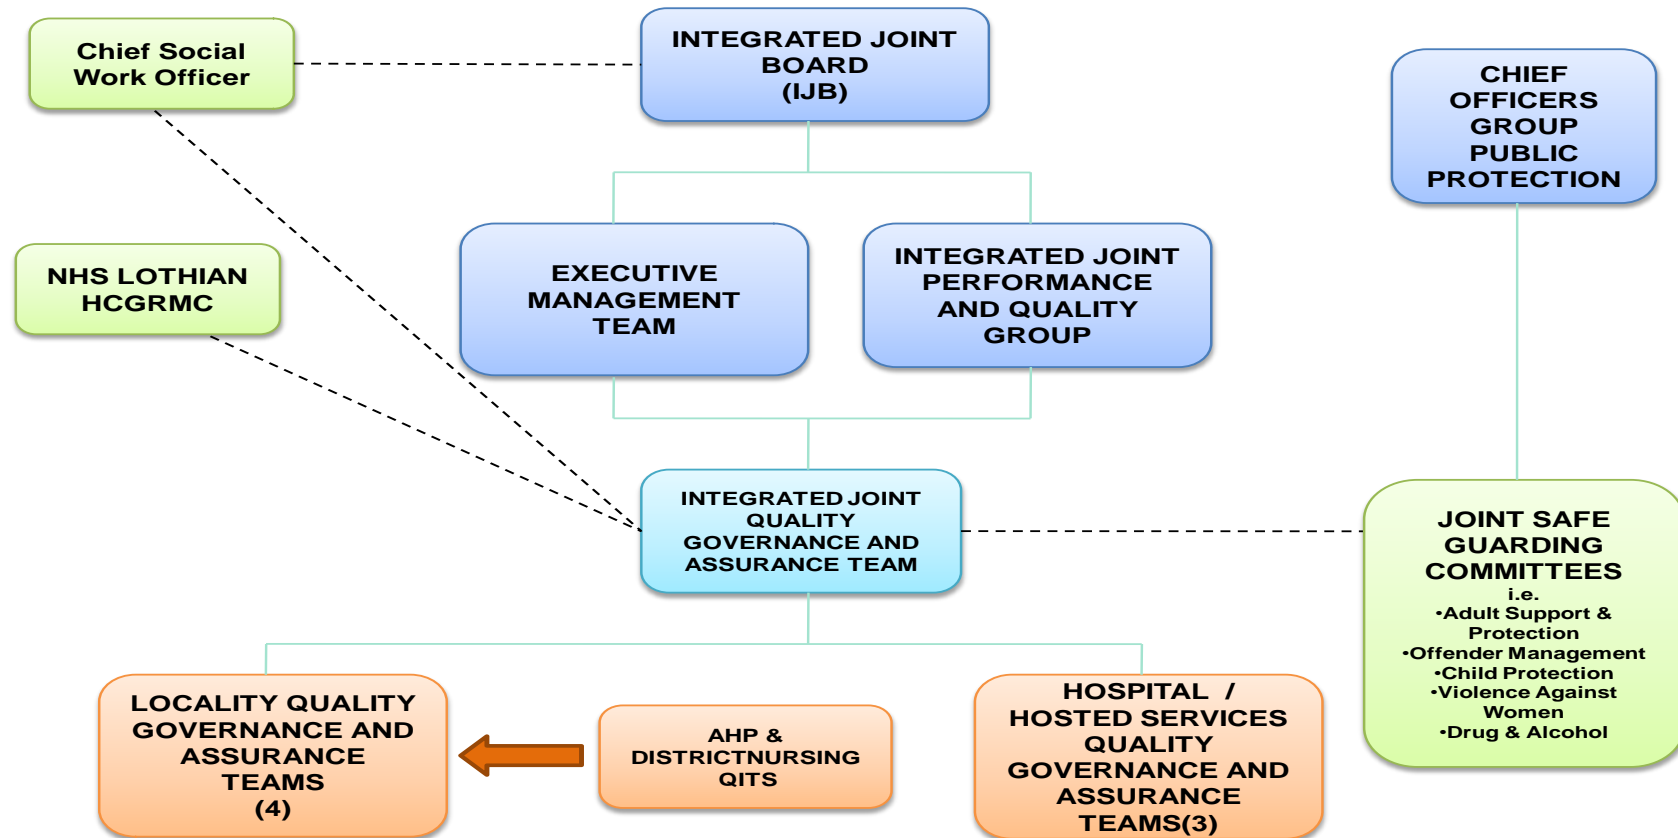 Chief Social
Work Officer
INTEGRATED JOINT
BOARD
(IJB)
CHIEF
OFFICERS
GROUP
PUBLIC
PROTECTION
NHS LOTHIAN
HCGRMC
EXECUTIVE
MANAGEMENT
TEAM
INTEGRATED JOINT
PERFORMANCE
AND QUALITY
GROUP
INTEGRATED JOINT
QUALITY
GOVERNANCE AND
ASSURANCE TEAM
JOINT SAFE
GUARDING
COMMITTEES
i.e.
•Adult Support &
Protection
•Offender Management
•Child Protection
•Violence Against
Women
•Drug & Alcohol
LOCALITY QUALITY
GOVERNANCE AND
ASSURANCE
TEAMS
(4)
AHP &
DISTRICTNURSING
QITS
HOSPITAL /
HOSTED SERVICES
QUALITY
GOVERNANCE AND
ASSURANCE
TEAMS(3)